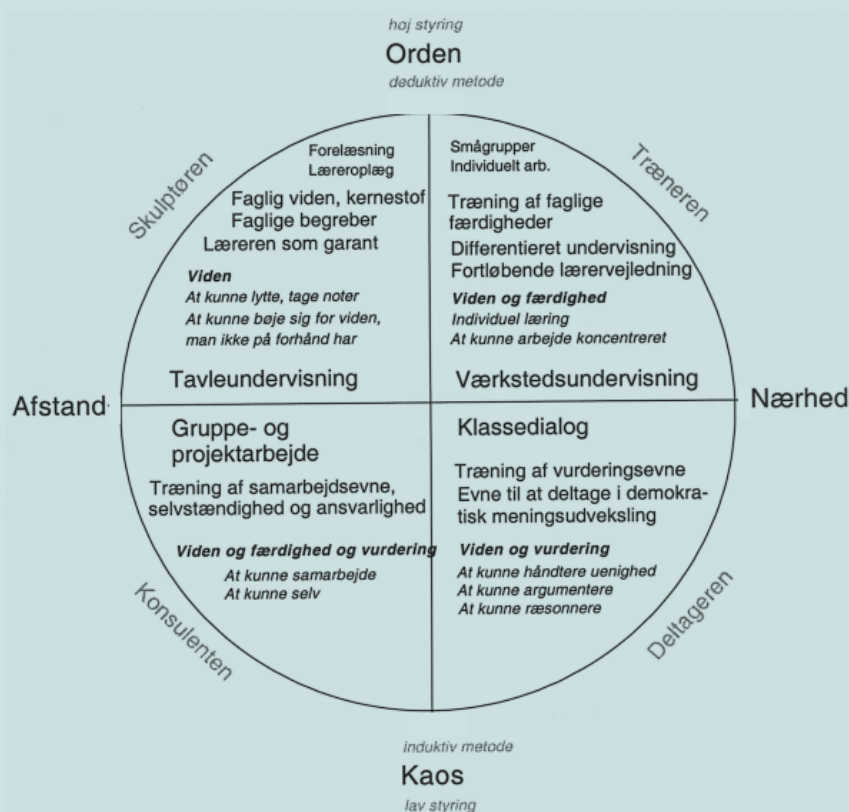 høj styring
Orden
deduktiv metode
Skulptøren
Forelæsning
Læreroplæg
Faglig viden, kernestof
Faglige begreber
Læreren som garant
Viden
At kunne lytte, tage noter
At kunne bøje sig for viden,
man ikke på forhånd har
Tavleundervisning
Træneren
Smågrupper
Individuelt arb.
Træning af faglige
færdigheder
Differentieret undervisning
Fortløbende lærervejledning
Viden og færdighed
Individuel læring
At kunne arbejde koncentreret
Værkstedsundervisning
Afstand
Nærhed
Gruppe- og
projektarbejde
Træning af samarbejdsevne,
selvstændighed og ansvarlighed
Viden og færdighed og vurdering
At kunne samarbejde
At kunne selv
Konsulenten
Klassedialog
Træning af vurderingsevne
Evne til at deltage i demokra-
tisk meningsudveksling
Viden og vurdering
At kunne håndtere uenighed
At kunne argumentere
At kunne ræsonnere
Deltageren
induktiv metode
Kaos
lav styring